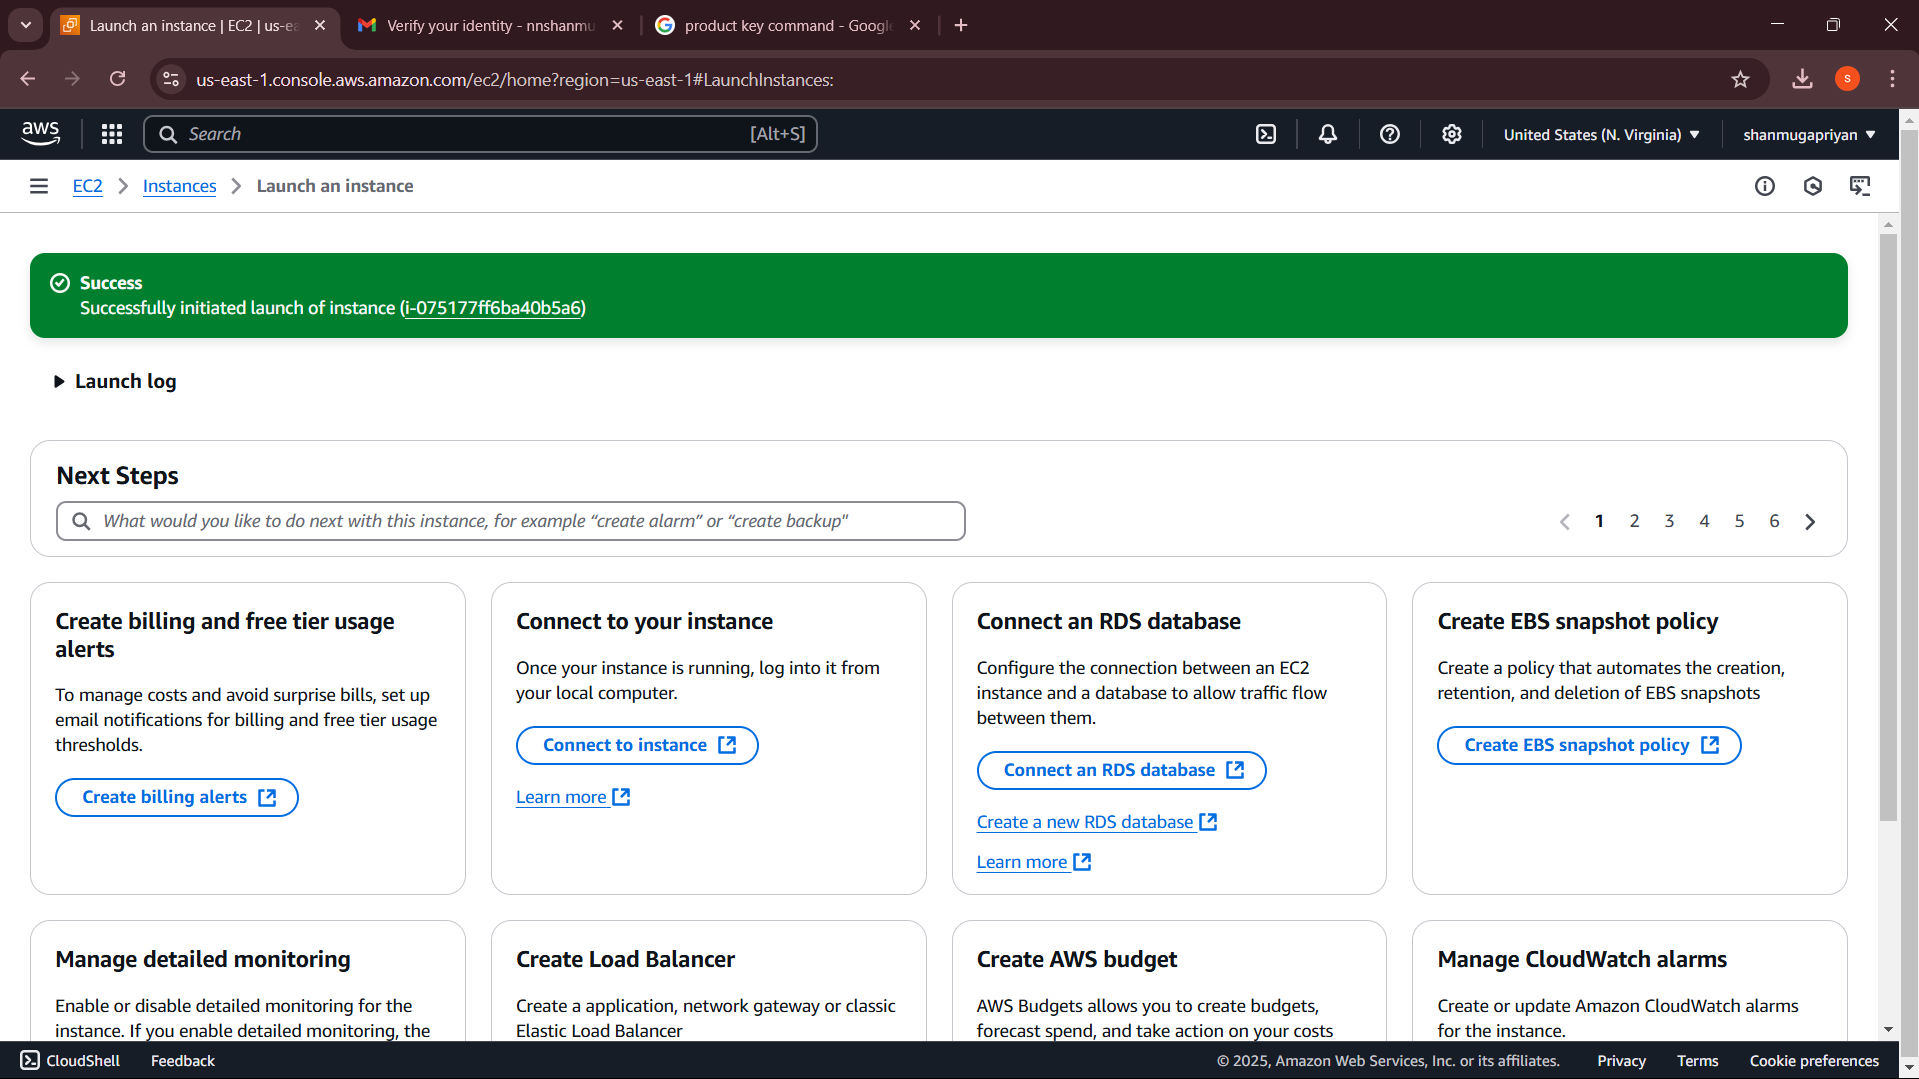 Launch an instance | EC2 | us-ea
Verify your identity - nnshanmu
product key command - Google
us-east-1.console.aws.amazon.com/ec2/home?region=us-east-1#LaunchInstances:
S
aws
Search
[Alt+S]
United States (N. Virginia)
shanmugapriyan
EC2
Instances
Launch an instance
Success
Successfully initiated launch of instance (i-075177ff6ba40b5a6)
Launch log
Next Steps
What would you like to do next with this instance, for example “create alarm” or “create backup"
1 2 3 4 5 6
Create billing and free tier usage
alerts
To manage costs and avoid surprise bills, set up
email notifications for billing and free tier usage
thresholds.
Create billing alerts
Connect to your instance
Once your instance is running, log into it from
your local computer.
Connect to instance
Learn more
Connect an RDS database
Configure the connection between an EC2
instance and a database to allow traffic flow
between them.
Connect an RDS database
Create a new RDS database
Learn more
Create EBS snapshot policy
Create a policy that automates the creation,
retention, and deletion of EBS snapshots
Create EBS snapshot policy
Manage detailed monitoring
Enable or disable detailed monitoring for the
instance. If you enable detailed monitoring, the
Create Load Balancer
Create a application, network gateway or classic
Elastic Load Balancer
Create AWS budget
AWS Budgets allows you to create budgets,
forecast spend, and take action on your costs
Manage CloudWatch alarms
Create or update Amazon CloudWatch alarms
for the instance.
CloudShell
Feedback
© 2025, Amazon Web Services, Inc. or its affiliates.
Privacy
Terms
Cookie preferences